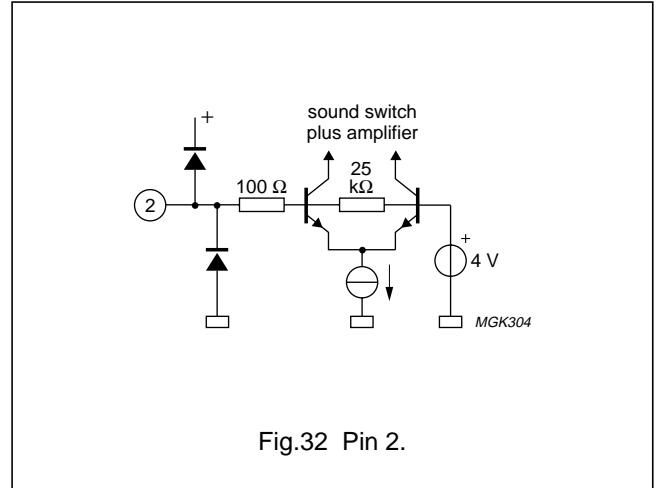 +
sound switch
plus amplifier
25
kΩ
100 Ω
2
+
4 V
MGK304
Fig.32 Pin 2.